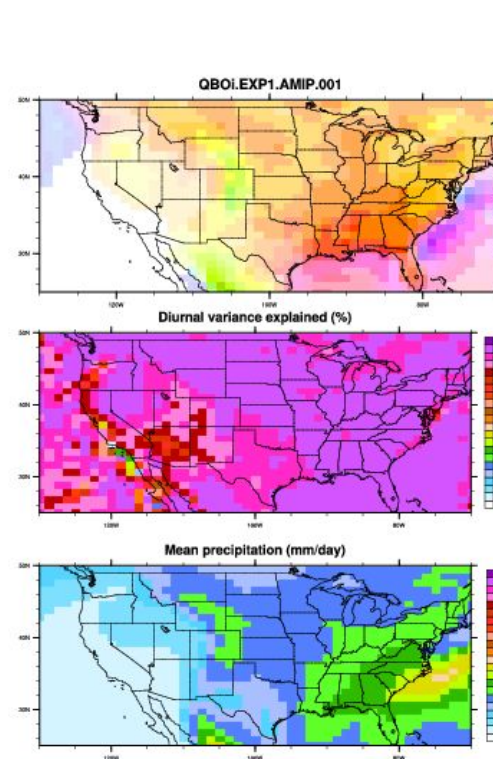 QBOi.EXP1.AMIP.001
50N
40N
30N
120W
100W
80W
Diurnal variance explained (%)
50N
40N
30N
120W
100W
80W
Mean precipitation (mm/day)
50N
40N
30N
120W
100W
80W